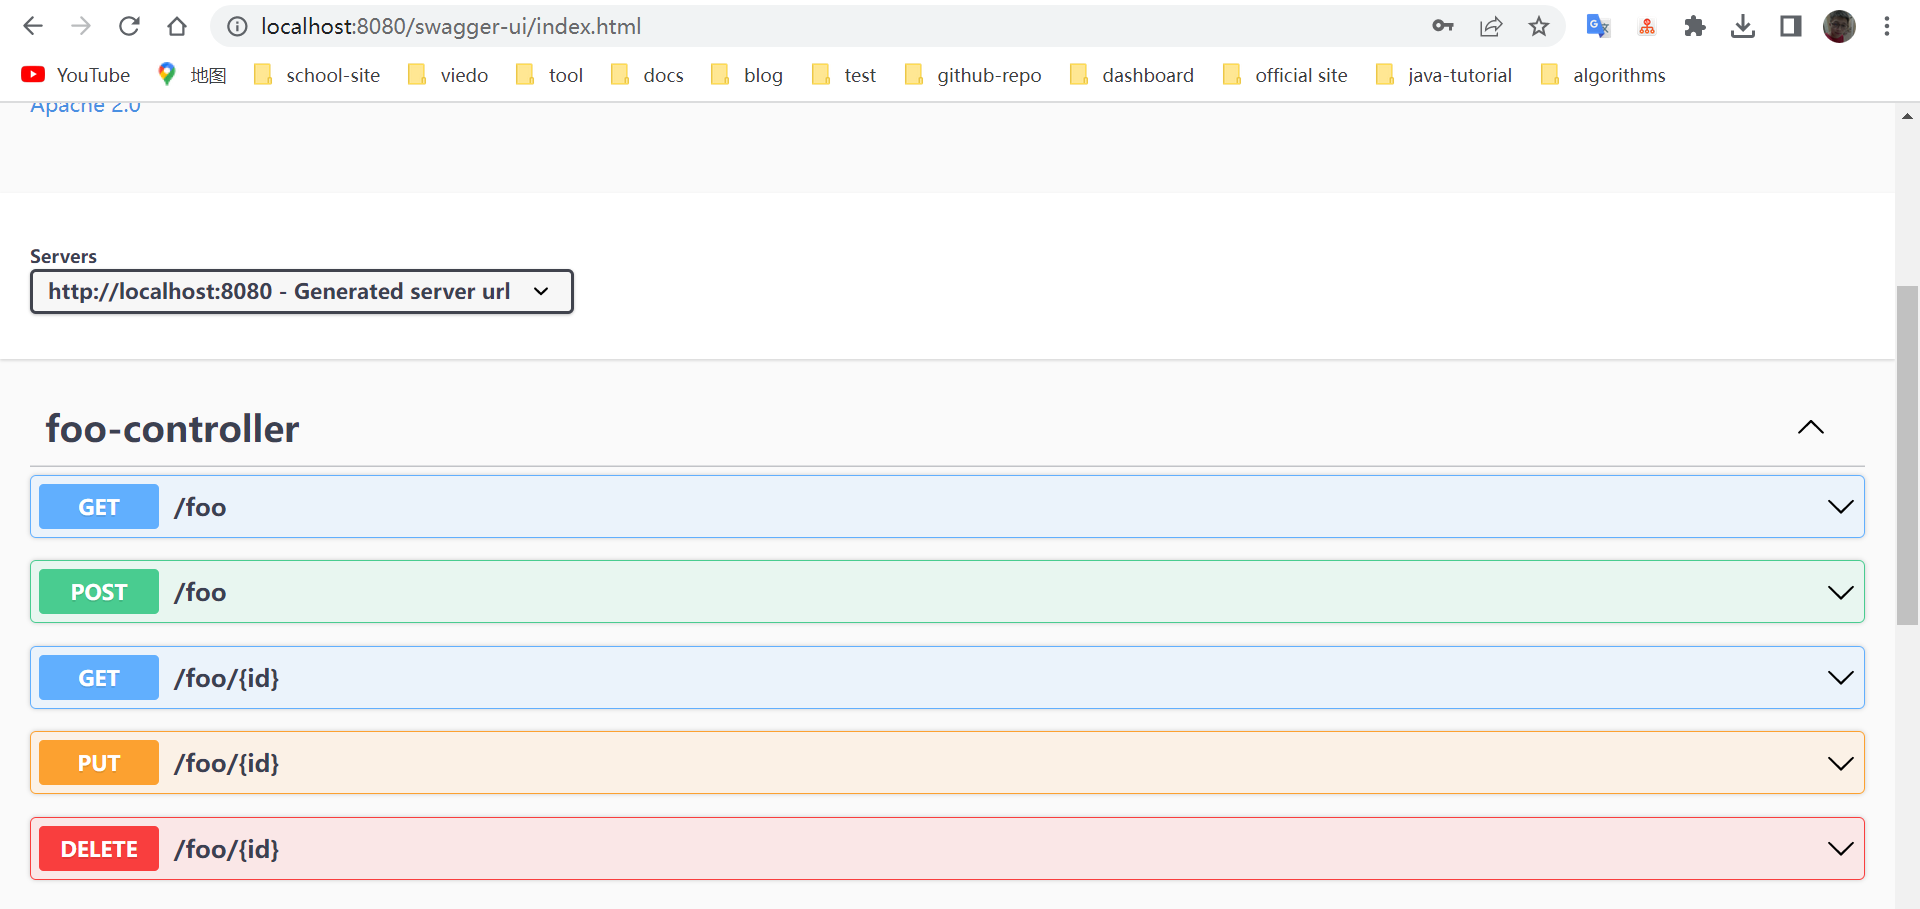 localhost:8080/swagger-ui/index.html
YouTube 地图 school-site viedo tool docs blog test github-repo dashboard official site java-tutorial algorithms
Apache 2.0
Servers
http://localhost:8080 - Generated server url
foo-controller
GET /foo
POST /foo
GET /foo/{id}
PUT /foo/{id}
DELETE /foo/{id}